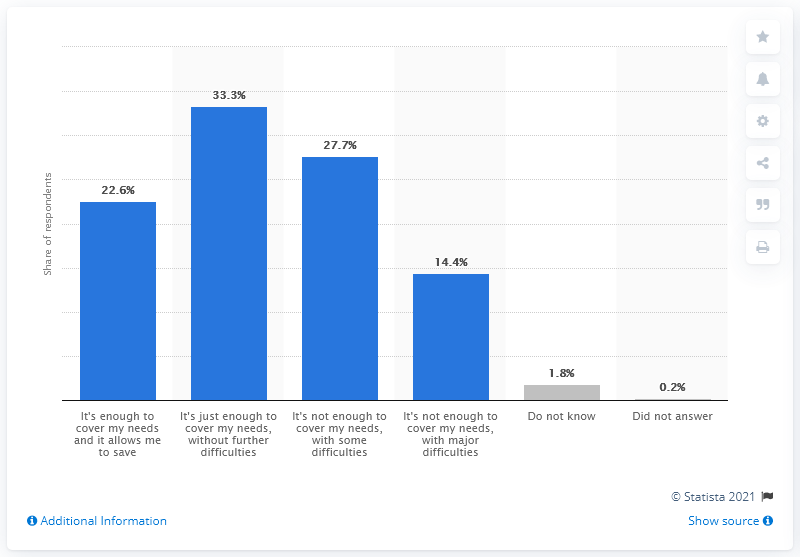 33.3%
27.7%
22.6%
14.4%
1.8%
0.2%
Share of respondents
It's enough to
cover my needs
and it allows me
to save
It's just enough to
cover my needs,
without further
difficulties
It's not enough to
cover my needs,
with some
difficulties
It's not enough to
cover my needs,
with major
difficulties
Do not know
Did not answer
© Statista 2021
Additional Information
Show source